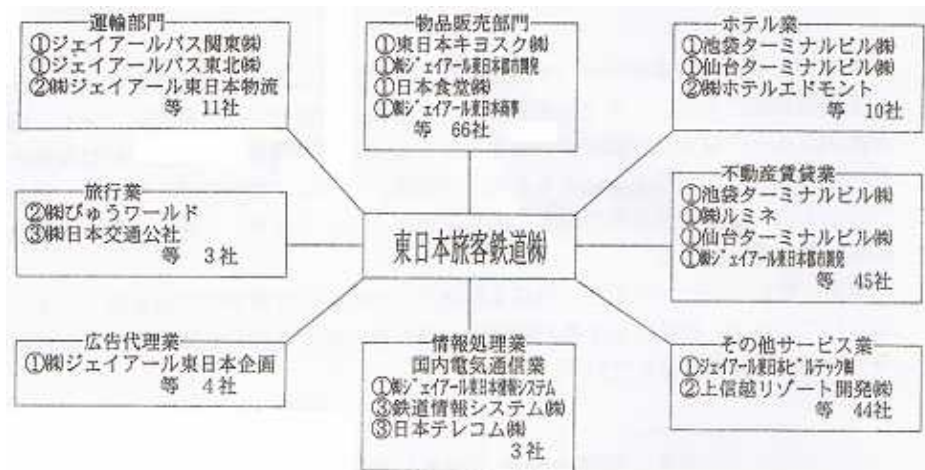 運輸部門
①ジェイアールバス関東㈱
①ジェイアールバス東北㈱
②㈱ジェイアール東日本物流
等 11社
物品販売部門
①東日本キヨスク㈱
①㈱ジェイアール東日本都市開発
①日本食堂㈱
①㈱ジェイアール東日本商事
等 66社
ホテル業
①池袋ターミナルビル㈱
①仙台ターミナルビル㈱
②㈱ホテルエドモント
等 10社
旅行業
②㈱びゅうワールド
③㈱日本交通公社
等 3社
東日本旅客鉄道㈱
不動産賃貸業
①池袋ターミナルビル㈱
①㈱ルミネ
①仙台ターミナルビル㈱
①㈱ジェイアール東日本都市開発
等 45社
広告代理業
①㈱ジェイアール東日本企画
等 4社
情報処理業
国内電気通信業
①㈱ジェイアール東日本情報システム
③鉄道情報システム㈱
③日本テレコム㈱
3社
その他サービス業
①ジェイアール東日本ビルテック㈱
②上信越リゾート開発㈱
等 44社